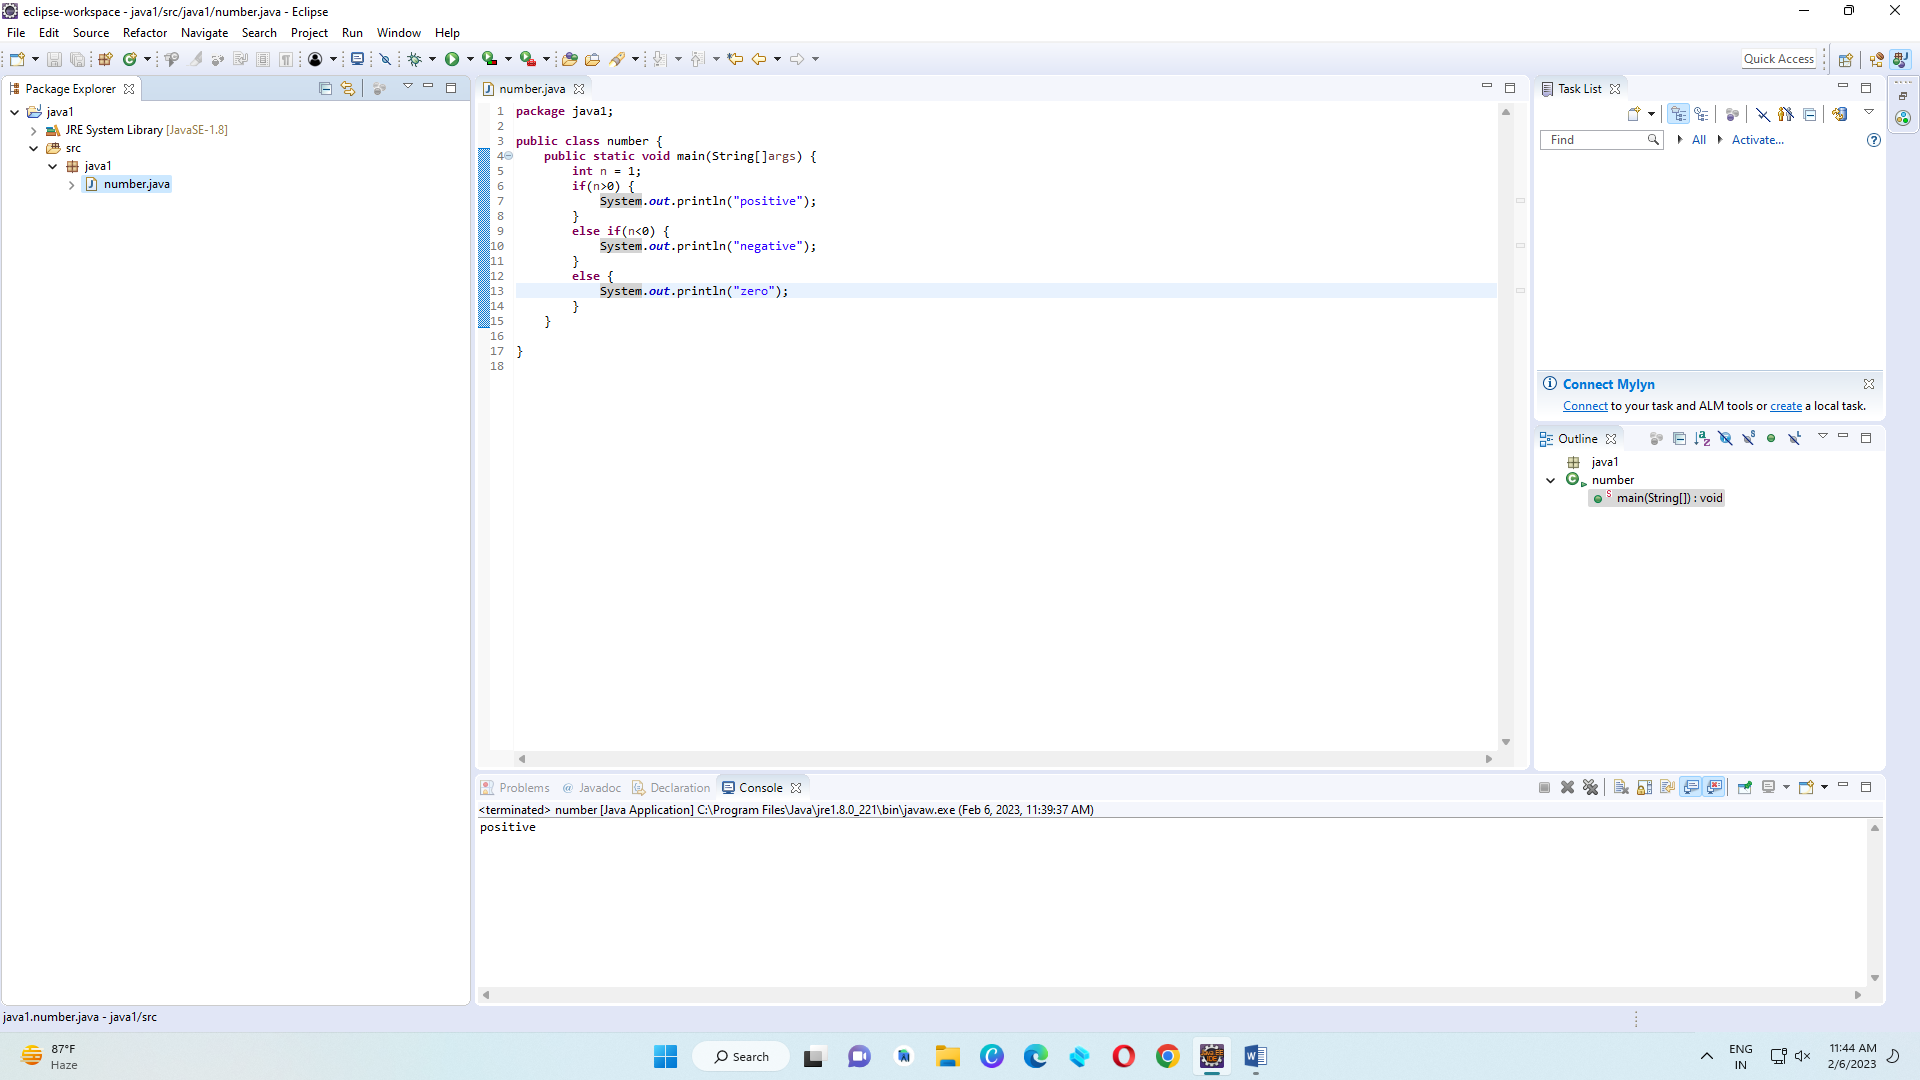 eclipse-workspace - java1/src/java1/number.java - Eclipse
File Edit Source Refactor Navigate Search Project Run Window Help
Quick Access
Package Explorer
java1
JRE System Library [JavaSE-1.8]
src
java1
number.java
number.java
1 package java1;
2
3 public class number {
4 public static void main(String[]args) {
5 int n = 1;
6 if(n>0) {
7 System.out.println("positive");
8 }
9 else if(n<0) {
10 System.out.println("negative");
11 }
12 else {
13 System.out.println("zero");
14 }
15 }
16
17 }
18
Task List
Find All Activate...
Connect Mylyn
Connect to your task and ALM tools or create a local task.
Outline
java1
number
main(String[]) : void
Problems Javadoc Declaration Console
<terminated> number [Java Application] C:\Program Files\Java\jre1.8.0_221\bin\javaw.exe (Feb 6, 2023, 11:39:37 AM)
positive
java1.number.java - java1/src
87°F
Haze
Search
ENG
IN
11:44 AM
2/6/2023